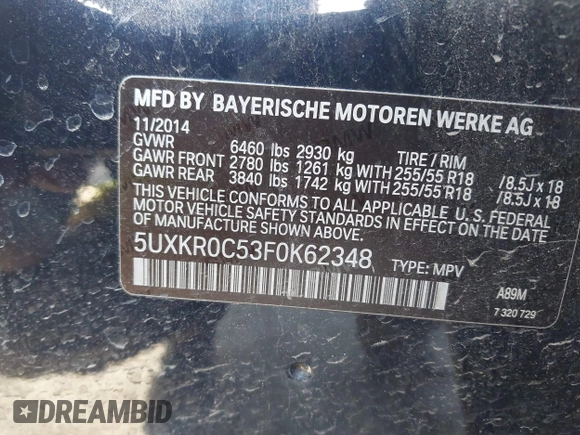 MFD BY BAYERISCHE MOTOREN WERKE AG
11/2014
GVWR 6460 lbs 2930 kg TIRE / RIM
GAWR FRONT 2780 lbs 1261 kg WITH 255/55 R18 /8.5J x 18
GAWR REAR 3840 lbs 1742 kg WITH 255/55 R18 /8.5J x 18
THIS VEHICLE CONFORMS TO ALL APPLICABLE U. S. FEDERAL
MOTOR VEHICLE SAFETY STANDARDS IN EFFECT ON THE DATE
OF MANUFACTURE SHOWN ABOVE.
5UXKR0C53F0K62348 TYPE: MPV
A89M
7 320 729
DREAMBID